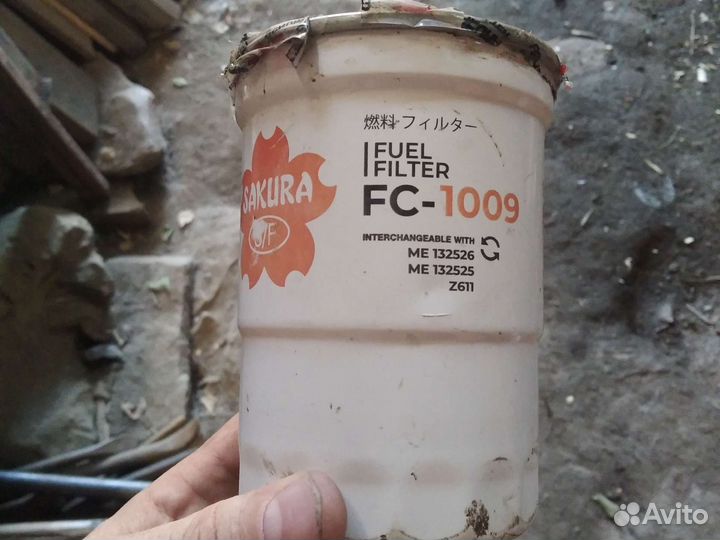 燃料フィルター
FUEL
FILTER
SAKURA
J/F
FC-1009
INTERCHANGEABLE WITH
ME 132526
ME 132525
Z611
Avito